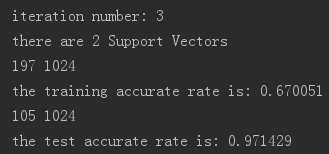 iteration number: 3
there are 2 Support Vectors
197 1024
the training accurate rate is: 0.670051
105 1024
the test accurate rate is: 0.971429